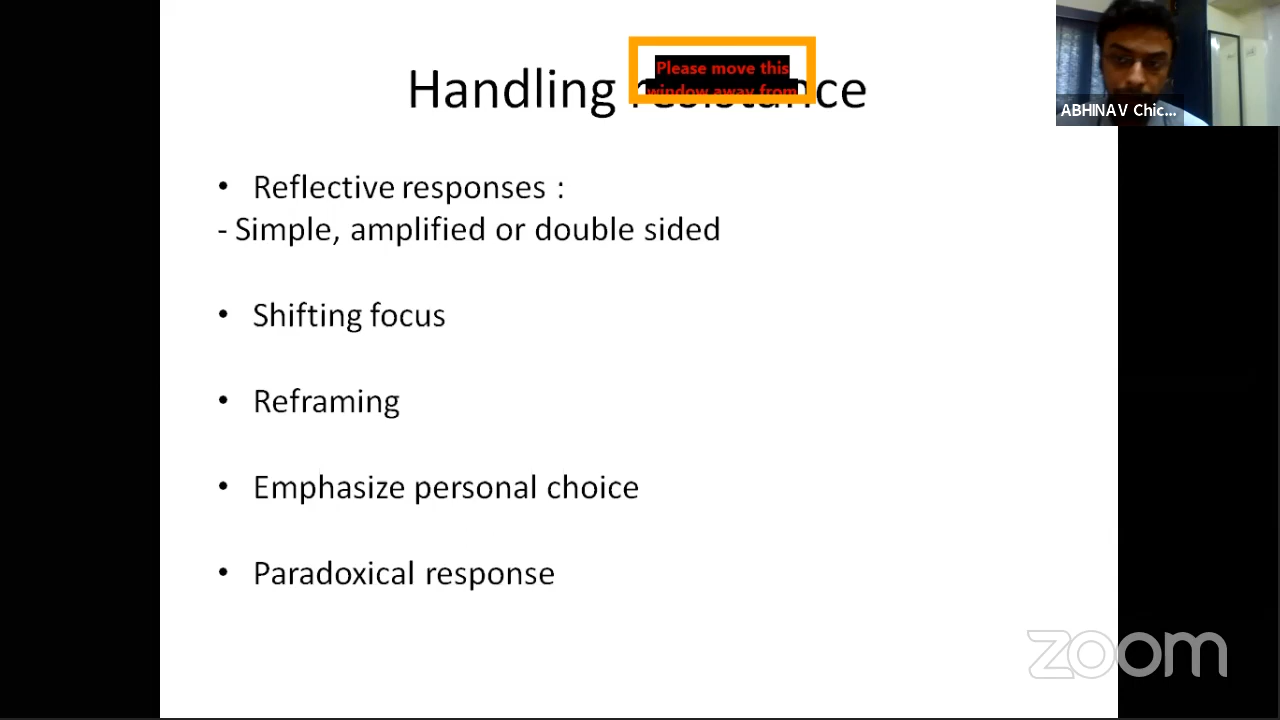 Handling resistance
Please move this
window away from
ABHINAV Chic...
• Reflective responses :
- Simple, amplified or double sided
• Shifting focus
• Reframing
• Emphasize personal choice
• Paradoxical response
zoom